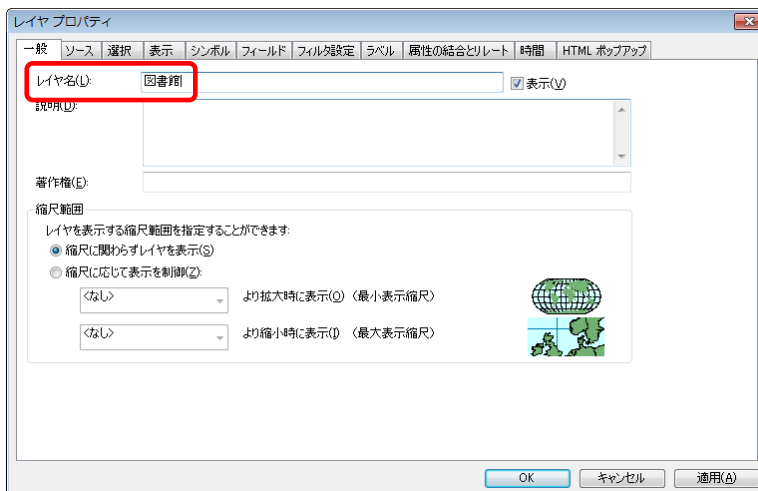 レイヤ プロパティ
一般 ソース 選択 表示 シンボル フィールド フィルタ設定 ラベル 属性の結合とリレート 時間 HTML ポップアップ
レイヤ名(L): 図書館 表示(V)
説明(D):
著作権(E):
縮尺範囲
レイヤを表示する縮尺範囲を指定することができます:
縮尺に関わらずレイヤを表示(S)
縮尺に応じて表示を制御(Z):
<なし> より拡大時に表示(O) (最小表示縮尺)
<なし> より縮小時に表示(I) (最大表示縮尺)
OK キャンセル 適用(A)